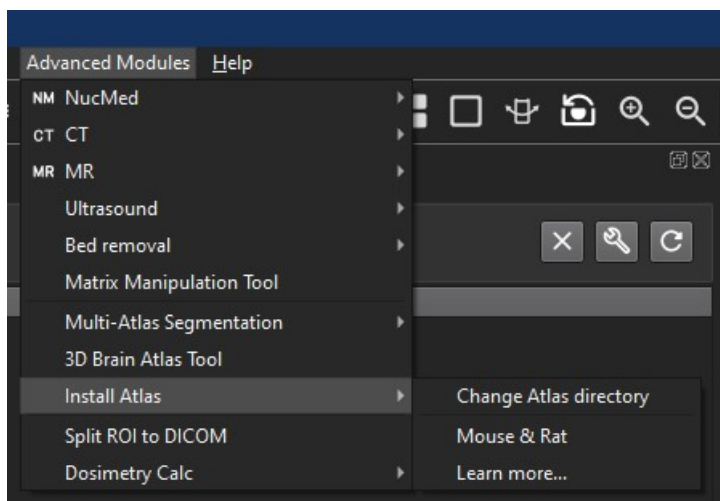 Advanced Modules Help
NM NucMed
CT CT
MR MR
Ultrasound
Bed removal
Matrix Manipulation Tool
Multi-Atlas Segmentation
3D Brain Atlas Tool
Install Atlas
Change Atlas directory
Split ROI to DICOM
Mouse & Rat
Dosimetry Calc
Learn more...